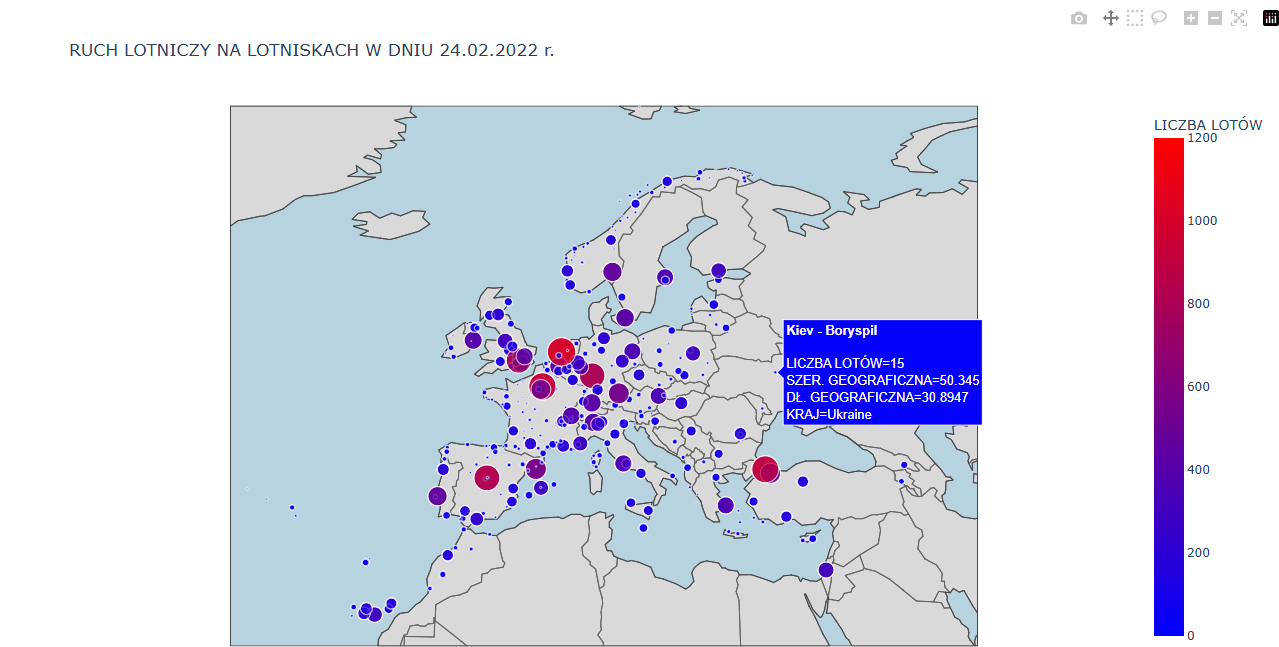 RUCH LOTNICZY NA LOTNISKACH W DNIU 24.02.2022 r.
LICZBA LOTÓW
1200
1000
800
600
400
200
0
Kiev - Boryspil
LICZBA LOTÓW=15
SZER. GEOGRAFICZNA=50.345
DŁ. GEOGRAFICZNA=30.8947
KRAJ=Ukraine